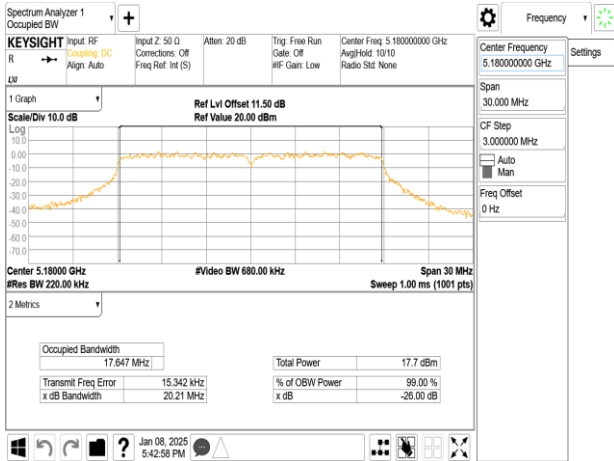 Spectrum Analyzer 1
Occupied BW
Frequency
KEYSIGHT
R
Input: RF
Coupling: DC
Align: Auto
Input Z: 50 Ω
Corrections: Off
Freq Ref: Int (S)
Atten: 20 dB
Trig: Free Run
Gate: Off
#IF Gain: Low
Center Freq: 5.180000000 GHz
Avg|Hold: 10/10
Radio Std: None
Center Frequency
5.180000000 GHz
Settings
Span
30.000 MHz
CF Step
3.000000 MHz
Auto
Man
Freq Offset
0 Hz
1 Graph
Scale/Div 10.0 dB
Ref Lvl Offset 11.50 dB
Ref Value 20.00 dBm
Log
10.0
0.00
-10.0
-20.0
-30.0
-40.0
-50.0
-60.0
-70.0
Center 5.18000 GHz
#Video BW 680.00 kHz
Span 30 MHz
#Res BW 220.00 kHz
Sweep 1.00 ms (1001 pts)
2 Metrics
Occupied Bandwidth
17.647 MHz
Total Power 17.7 dBm
Transmit Freq Error 15.342 kHz
% of OBW Power 99.00 %
x dB Bandwidth 20.21 MHz
x dB -26.00 dB
?
Jan 08, 2025
5:42:58 PM